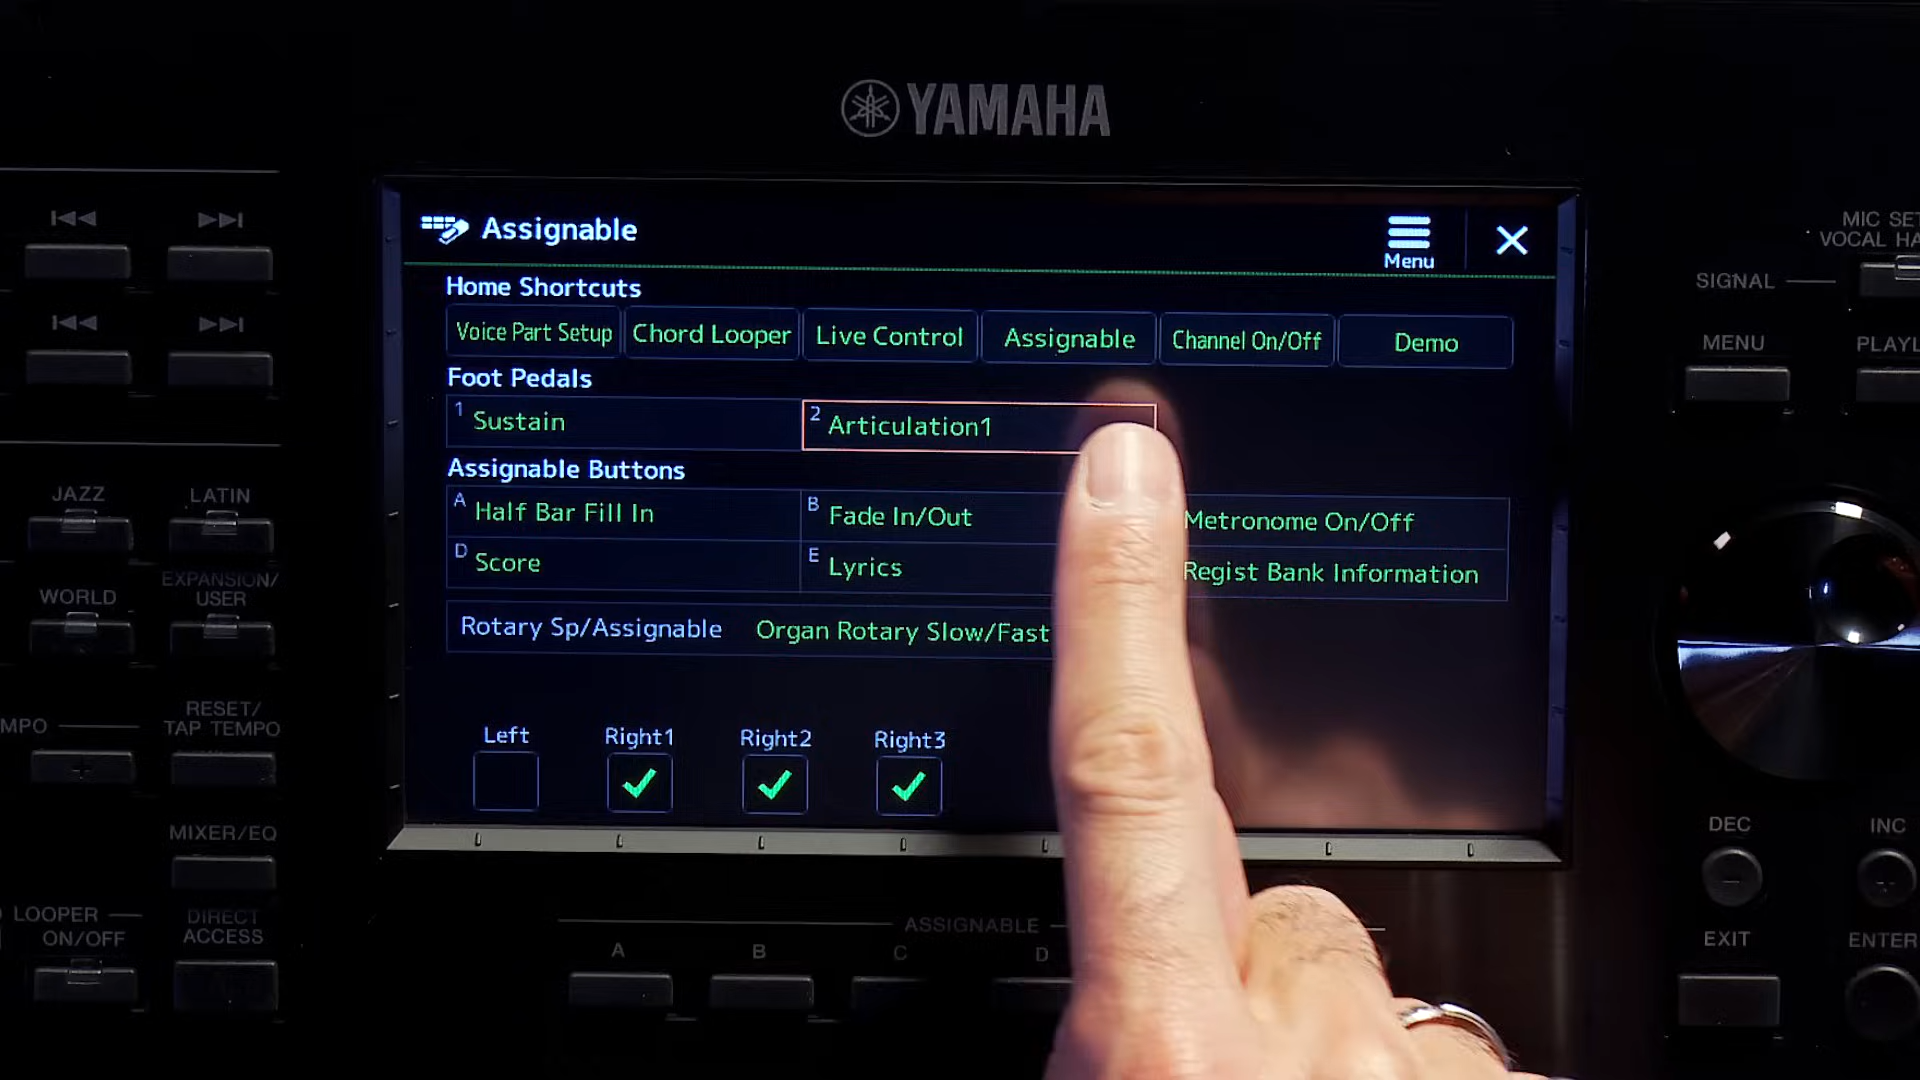 YAMAHA
Assignable
Menu
Home Shortcuts
Voice Part Setup Chord Looper Live Control Assignable Channel On/Off Demo
Foot Pedals
1 Sustain 2 Articulation1
Assignable Buttons
A Half Bar Fill In B Fade In/Out Metronome On/Off
D Score E Lyrics Regist Bank Information
Rotary Sp/Assignable Organ Rotary Slow/Fast
Left Right1 Right2 Right3
JAZZ LATIN
WORLD EXPANSION/
USER
RESET/
TAP TEMPO
MIXER/EQ
LOOPER
ON/OFF
DIRECT
ACCESS
ASSIGNABLE
A B C D
MIC
SIGNAL
VOCAL
MENU
DEC INC
EXIT ENTER